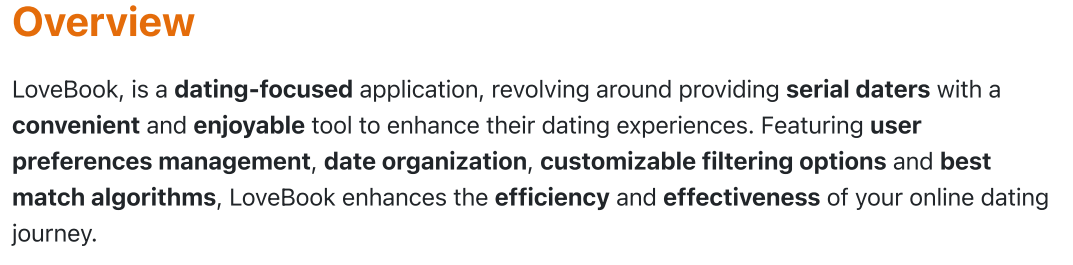 Overview
LoveBook, is a dating-focused application, revolving around providing serial daters with a
convenient and enjoyable tool to enhance their dating experiences. Featuring user
preferences management, date organization, customizable filtering options and best
match algorithms, LoveBook enhances the efficiency and effectiveness of your online dating
journey.